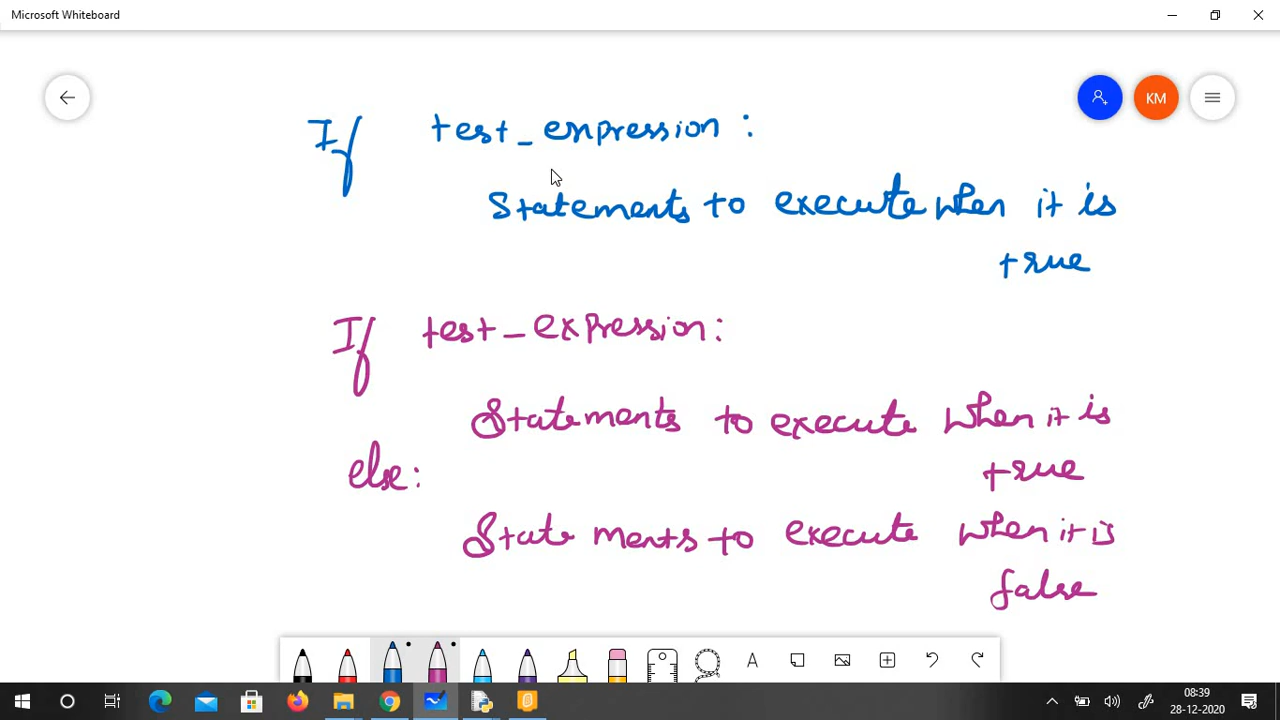 Microsoft Whiteboard
KM
If test_expression :
Statements to execute when it is
true
If test_expression:
Statements to execute when it is
true
else:
Statements to execute when it is
false
A
08:39
28-12-2020